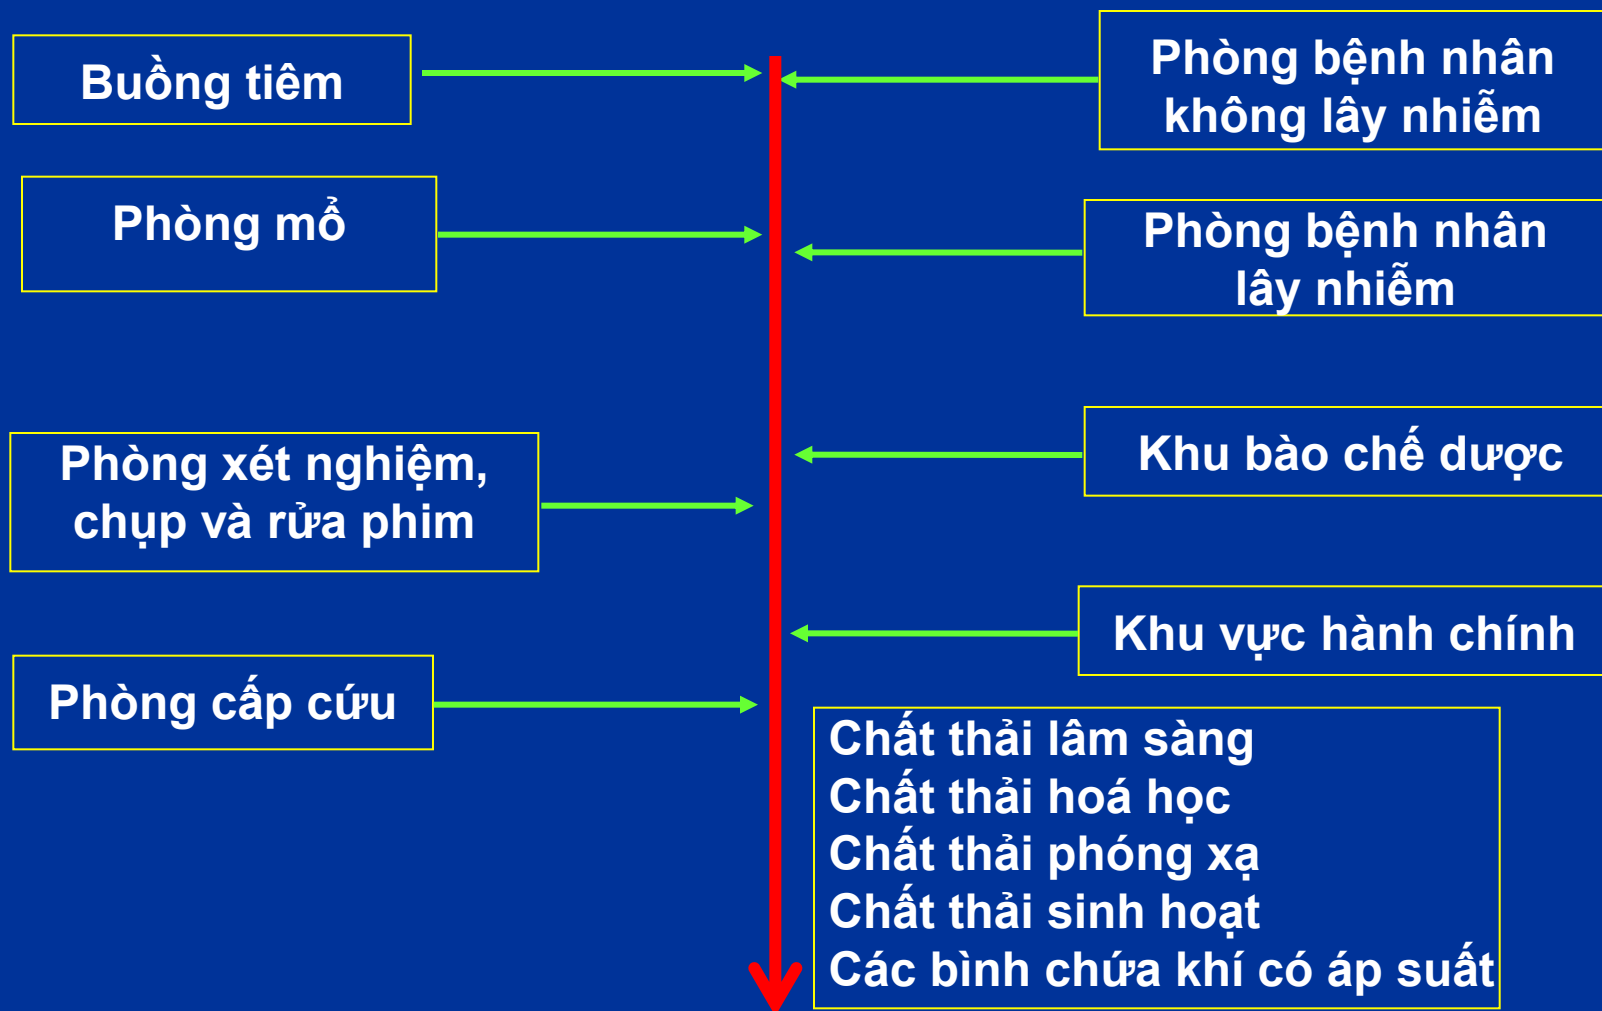 Buồng tiêm
Phòng bệnh nhân
không lây nhiễm
Phòng mổ
Phòng bệnh nhân
lây nhiễm
Phòng xét nghiệm,
chụp và rửa phim
Khu bào chế dược
Khu vực hành chính
Phòng cấp cứu
Chất thải lâm sàng
Chất thải hoá học
Chất thải phóng xạ
Chất thải sinh hoạt
Các bình chứa khí có áp suất